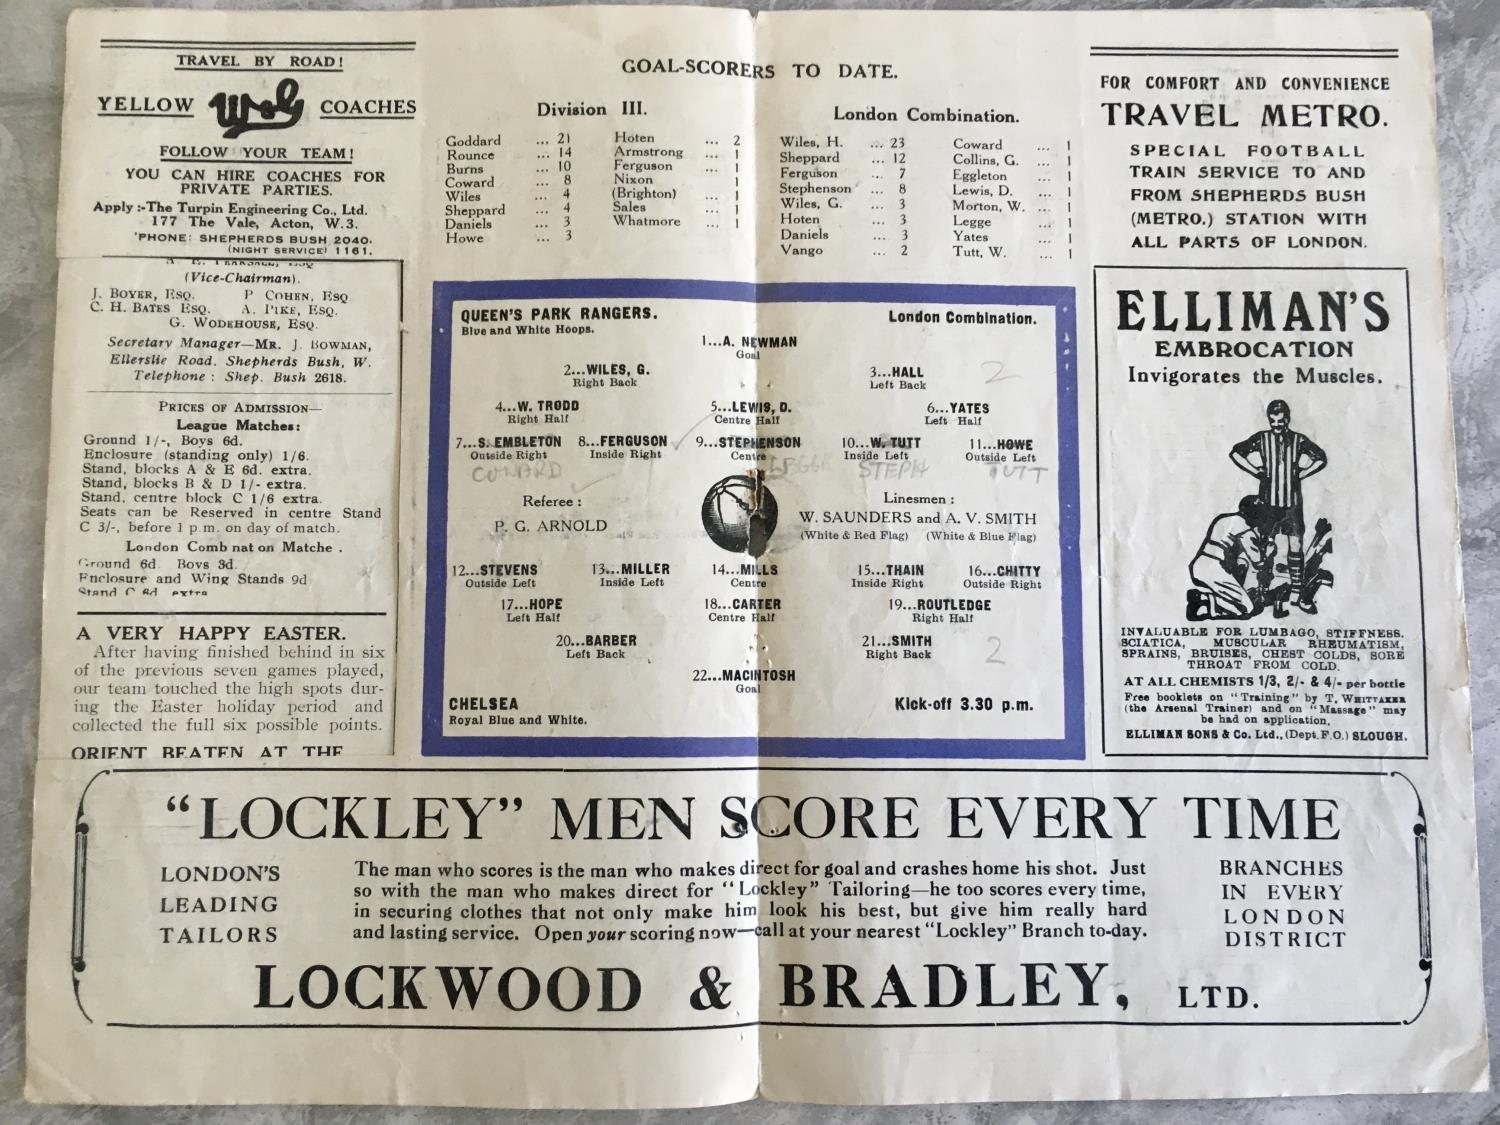 TRAVEL BY ROAD!
YELLOW Wolg COACHES
FOLLOW YOUR TEAM!
YOU CAN HIRE COACHES FOR
PRIVATE PARTIES.
Apply :-The Turpin Engineering Co., Ltd.
177 The Vale, Acton, W.3.
'PHONE: SHEPHERDS BUSH 2040.
(NIGHT SERVICE) 1161.
(Vice-Chairman).
J. BOYER, ESQ. P COHEN, ESQ
C. H. BATES ESQ. A. PIKE, ESQ.
G. WODEHOUSE, ESQ.
Secretary Manager—MR. J. BOWMAN,
Ellerslie Road, Shepherds Bush, W.
Telephone : Shep. Bush 2618.
PRICES OF ADMISSION—
League Matches:
Ground 1/-, Boys 6d.
Enclosure (standing only) 1/6.
Stand, blocks A & E 6d. extra.
Stand, blocks B & D 1/- extra.
Stand, centre block C 1/6 extra.
Seats can be Reserved in centre Stand
C 3/-, before 1 p.m. on day of match.
London Comb nat on Matche .
Ground 6d Boys 3d.
Enclosure and Wing Stands 9d
Stand C 6d extra
A VERY HAPPY EASTER.
After having finished behind in six
of the previous seven games played,
our team touched the high spots dur-
ing the Easter holiday period and
collected the full six possible points.
ORIENT BEATEN AT THE
GOAL-SCORERS TO DATE.
Division III.
Goddard ... 21
Rounce ... 14
Burns ... 10
Coward ... 8
Wiles ... 4
Sheppard ... 4
Daniels ... 3
Howe ... 3
Hoten ... 2
Armstrong ... 1
Ferguson ... 1
Nixon 1
(Brighton) 1
Sales ... 1
Whatmore ... 1
London Combination.
Wiles, H. ... 23
Sheppard ... 12
Ferguson ... 7
Stephenson ... 8
Wiles, G. ... 3
Hoten ... 3
Daniels ... 3
Vango ... 2
Coward ... 1
Collins, G. ... 1
Eggleton ... 1
Lewis, D. ... 1
Morton, W. ... 1
Legge ... 1
Yates ... 1
Tutt, W. ... 1
QUEEN'S PARK RANGERS. London Combination.
Blue and White Hoops.
1...A. NEWMAN
Goal
2...WILES, G. 3...HALL 2
Right Back Left Back
4...W. TRODD 5...LEWIS, D. 6...YATES
Right Half Centre Half Left Half
7...S. EMBLETON 8...FERGUSON 9...STEPHENSON 10...W. TUTT 11...HOWE
Outside Right Inside Right Centre Inside Left Outside Left
COWARD LEGGE STEPH TUTT
Referee : Linesmen :
P. G. ARNOLD W. SAUNDERS and A. V. SMITH
(White & Red Flag) (White & Blue Flag)
12...STEVENS 13...MILLER 14...MILLS 15...THAIN 16...CHITTY
Outside Left Inside Left Centre Inside Right Outside Right
17...HOPE 18...CARTER 19...ROUTLEDGE
Left Half Centre Half Right Half
20...BARBER 21...SMITH 2
Left Back Right Back
22...MACINTOSH
Goal
CHELSEA Kick-off 3.30 p.m.
Royal Blue and White.
FOR COMFORT AND CONVENIENCE
TRAVEL METRO.
SPECIAL FOOTBALL
TRAIN SERVICE TO AND
FROM SHEPHERDS BUSH
(METRO.) STATION WITH
ALL PARTS OF LONDON.
ELLIMAN'S
EMBROCATION
Invigorates the Muscles.
INVALUABLE FOR LUMBAGO, STIFFNESS.
SCIATICA, MUSCULAR RHEUMATISM,
SPRAINS, BRUISES, CHEST COLDS, SORE
THROAT FROM COLD.
AT ALL CHEMISTS 1/3, 2/- & 4/- per bottle
Free booklets on "Training" by T. WHITTAKER
(the Arsenal Trainer) and on "Massage" may
be had on application.
ELLIMAN SONS & Co. Ltd., (Dept. F.O.) SLOUGH.
"LOCKLEY" MEN SCORE EVERY TIME
LONDON'S
LEADING
TAILORS
The man who scores is the man who makes direct for goal and crashes home his shot. Just
so with the man who makes direct for "Lockley" Tailoring—he too scores every time,
in securing clothes that not only make him look his best, but give him really hard
and lasting service. Open your scoring now—call at your nearest "Lockley" Branch to-day.
BRANCHES
IN EVERY
LONDON
DISTRICT
LOCKWOOD & BRADLEY, LTD.